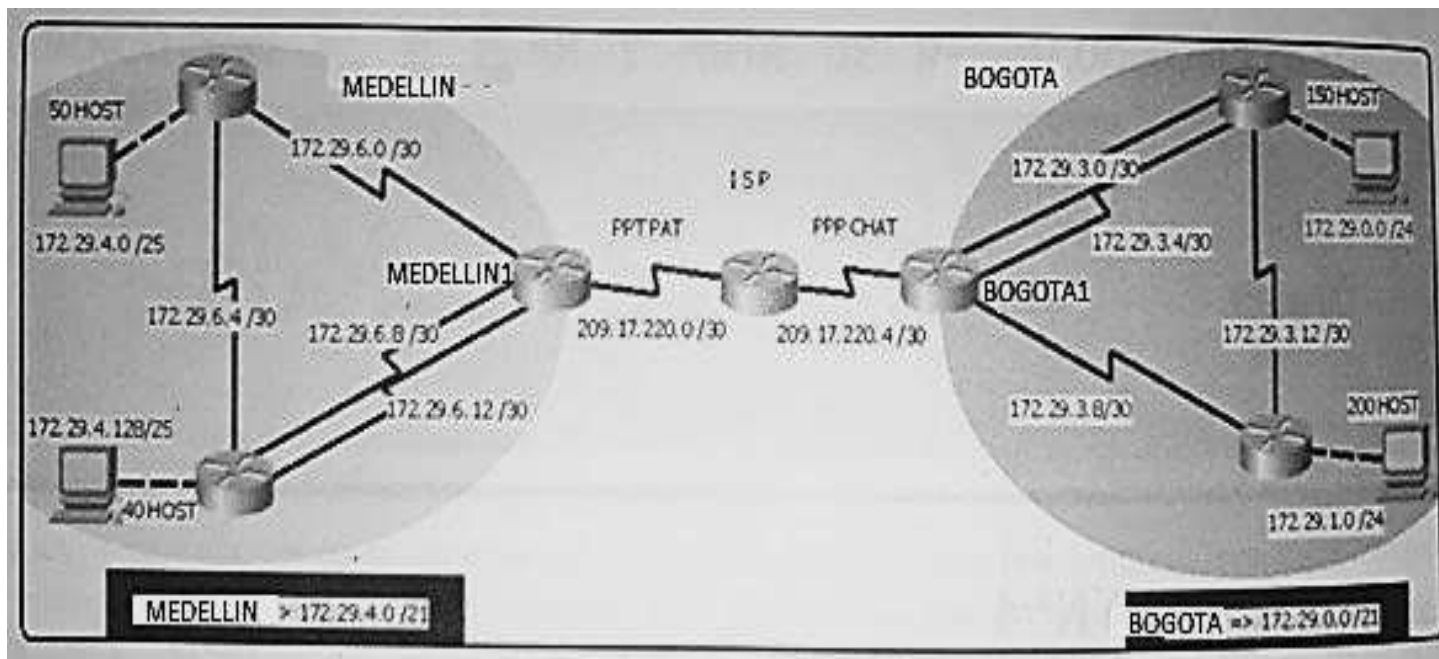 MEDELLIN - -
50 HOST
172.29.6.0 /30
172.29.4.0 /25
MEDELLIN1
172.29.6.4 /30
172.29.6.8 /30
172.29.6.12 /30
172.29.4.128/25
40 HOST
MEDELLIN > 172.29.4.0 /21
ISP
PPT PAT
PPP CHAT
209.17.220.0 /30
209.17.220.4 /30
BOGOTA
150 HOST
172.29.3.0 /30
172.29.0.0 /24
172.29.3.4/30
BOGOTA1
172.29.3.12 /30
172.29.3.8/30
200 HOST
172.29.1.0 /24
BOGOTA => 172.29.0.0 /21